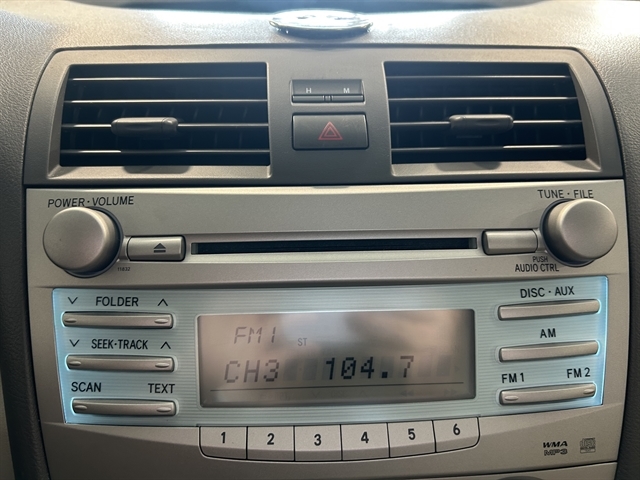 H M
POWER·VOLUME
TUNE·FILE
PUSH
AUDIO CTRL
11832
FOLDER
SEEK·TRACK
SCAN TEXT
FM1
ST
CH3 104.7
DISC·AUX
AM
FM1 FM2
1 2 3 4 5 6
WMA
MP3